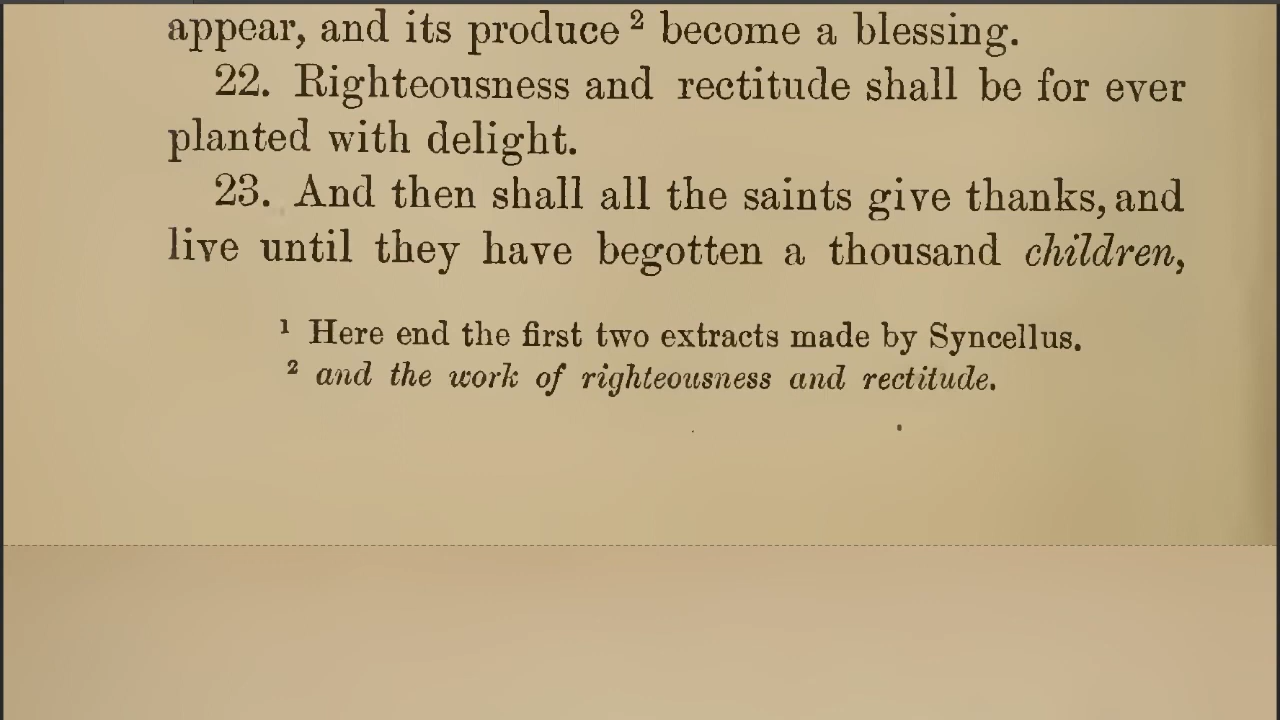 appear, and its produce ² become a blessing.
22. Righteousness and rectitude shall be for ever
planted with delight.
23. And then shall all the saints give thanks, and
live until they have begotten a thousand children,
¹ Here end the first two extracts made by Syncellus.
² and the work of righteousness and rectitude.